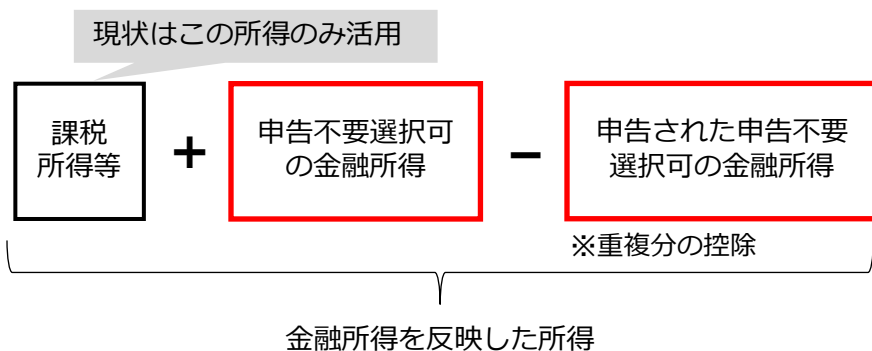 現状はこの所得のみ活用
課税
所得等
+
申告不要選択可
の金融所得
−
申告された申告不要
選択可の金融所得
※重複分の控除
金融所得を反映した所得